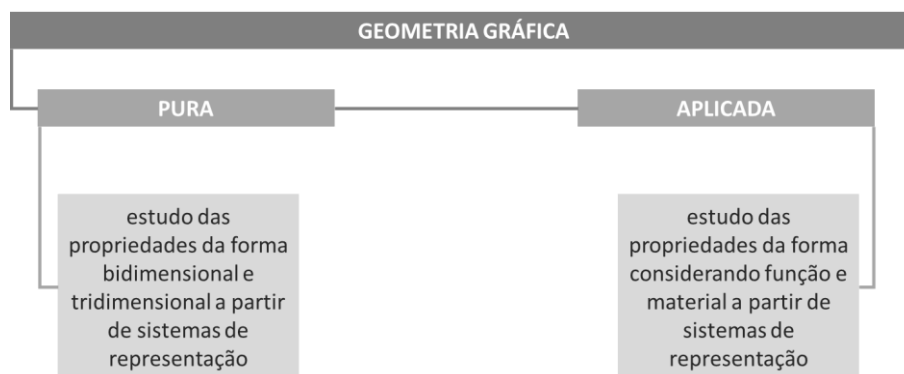 GEOMETRIA GRÁFICA
PURA
APLICADA
estudo das
propriedades da forma
bidimensional e
tridimensional a partir
de sistemas de
representação
estudo das
propriedades da forma
considerando função e
material a partir de
sistemas de
representação